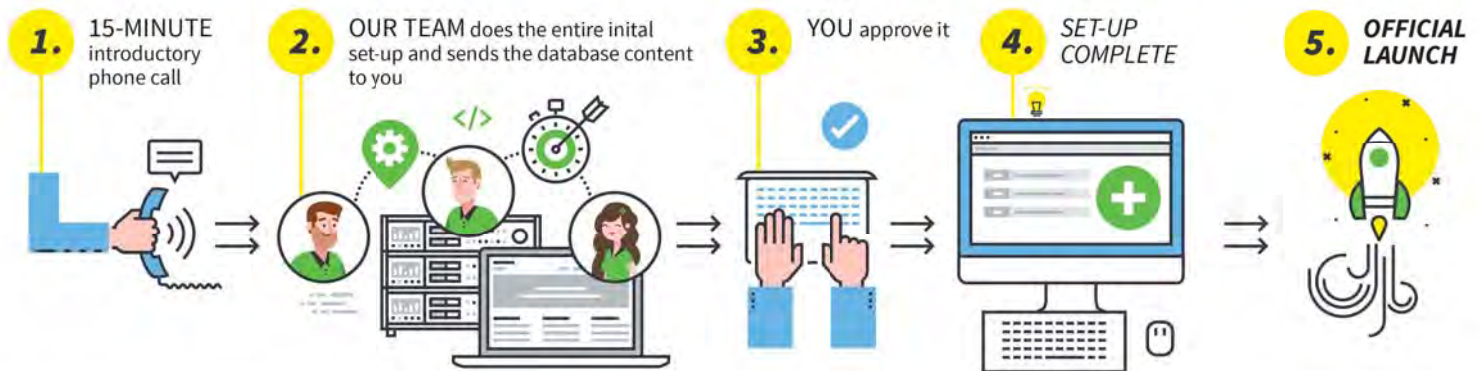 1.
15-MINUTE
introductory
phone call
2.
OUR TEAM does the entire inital
set-up and sends the database content
to you
3.
YOU approve it
4.
SET-UP
COMPLETE
5.
OFFICIAL
LAUNCH
</>